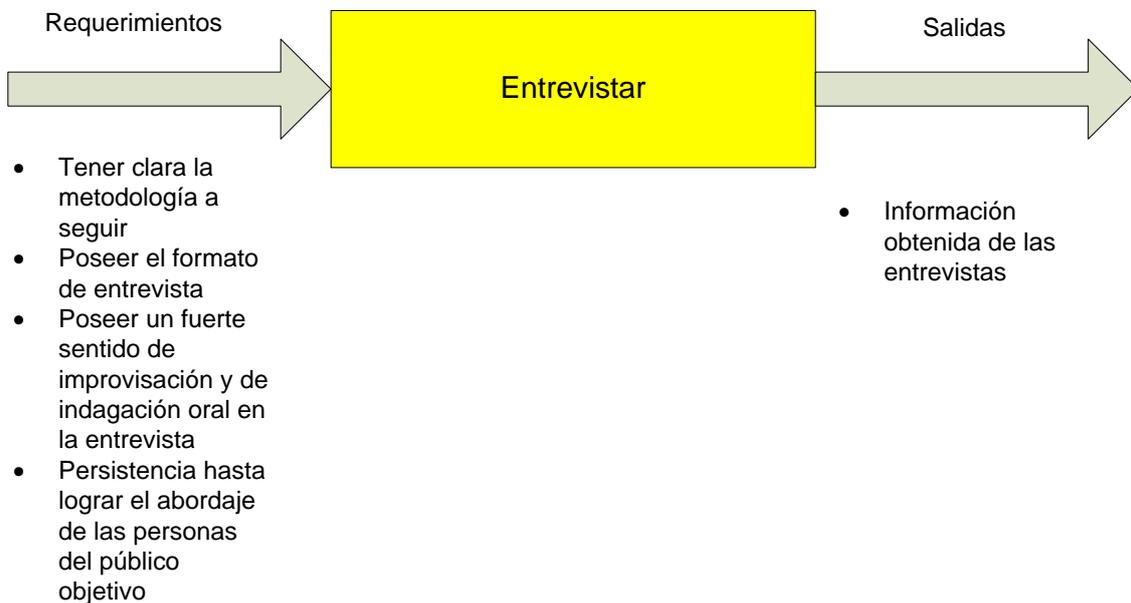 Requerimientos
Entrevistar
Salidas
• Tener clara la
metodología a
seguir
• Poseer el formato
de entrevista
• Poseer un fuerte
sentido de
improvisación y de
indagación oral en
la entrevista
• Persistencia hasta
lograr el abordaje
de las personas
del público
objetivo
• Información
obtenida de las
entrevistas